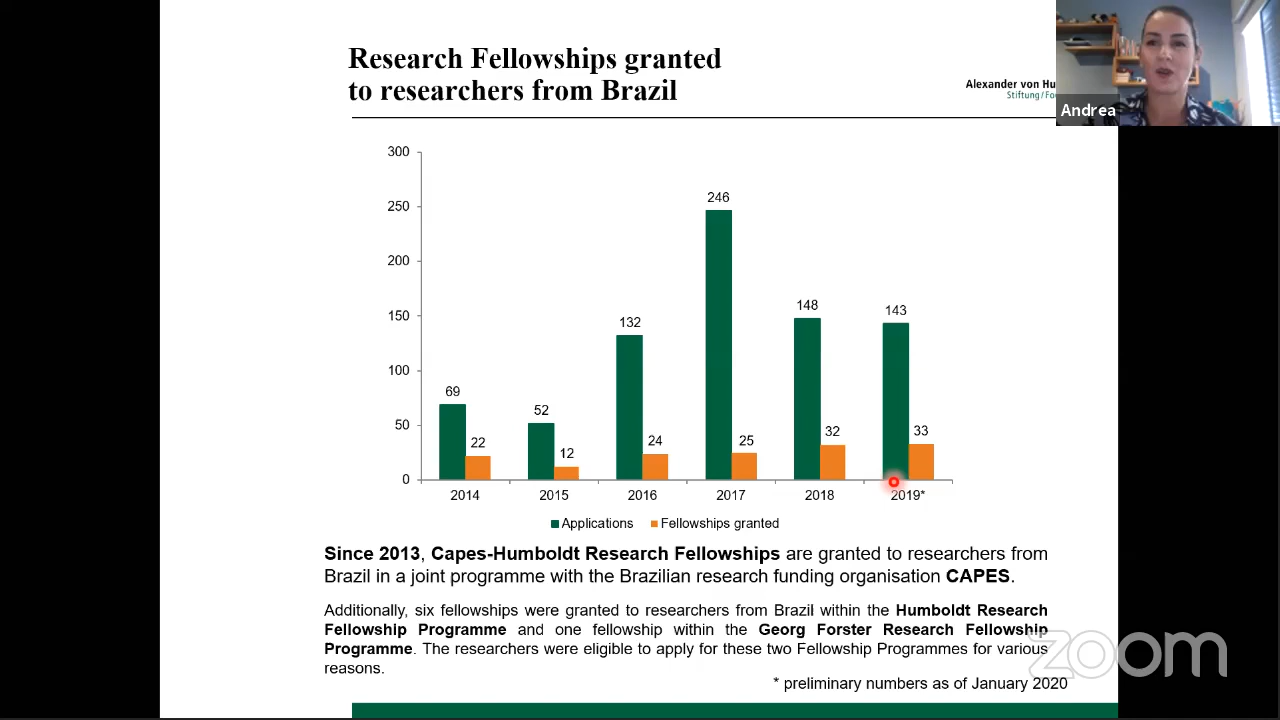 Research Fellowships granted
to researchers from Brazil
Alexander von
Stiftung/
Andrea
300
250
200
150
100
50
0
69
22
52
12
132
24
246
25
148
32
143
33
2014
2015
2016
2017
2018
2019*
Applications
Fellowships granted
Since 2013, Capes-Humboldt Research Fellowships are granted to researchers from
Brazil in a joint programme with the Brazilian research funding organisation CAPES.
Additionally, six fellowships were granted to researchers from Brazil within the Humboldt Research
Fellowship Programme and one fellowship within the Georg Forster Research Fellowship
Programme. The researchers were eligible to apply for these two Fellowship Programmes for various
reasons.
* preliminary numbers as of January 2020
zoom